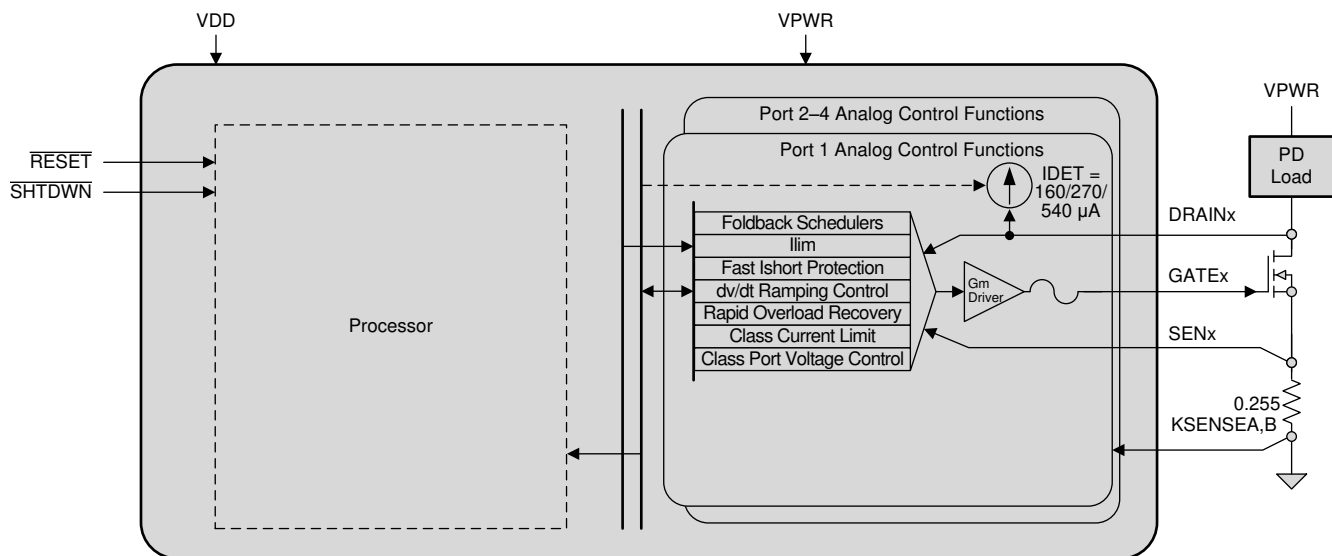 VDD
VPWR
VPWR
Port 2–4 Analog Control Functions
Port 1 Analog Control Functions
RESET
SHTDWN
PD
Load
IDET =
160/270/
540 µA
DRAINx
Foldback Schedulers
Ilim
Fast Ishort Protection
dv/dt Ramping Control
Rapid Overload Recovery
Class Current Limit
Class Port Voltage Control
Gm
Driver
GATEx
Processor
SENx
0.255
KSENSEA,B